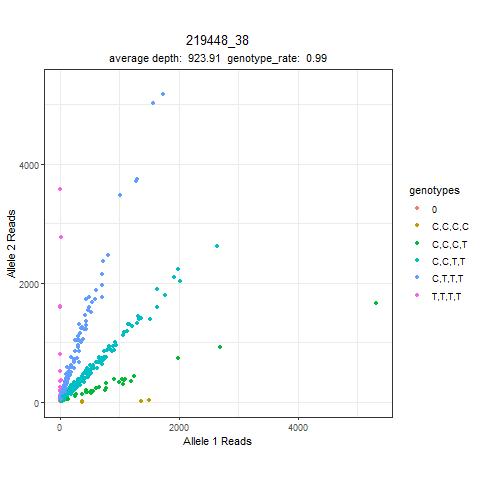 219448_38
average depth:  923.91  genotype_rate:  0.99
4000
2000
0
0
2000
4000
Allele 1 Reads
Allele 2 Reads
genotypes
0
C,C,C,C
C,C,C,T
C,C,T,T
C,T,T,T
T,T,T,T